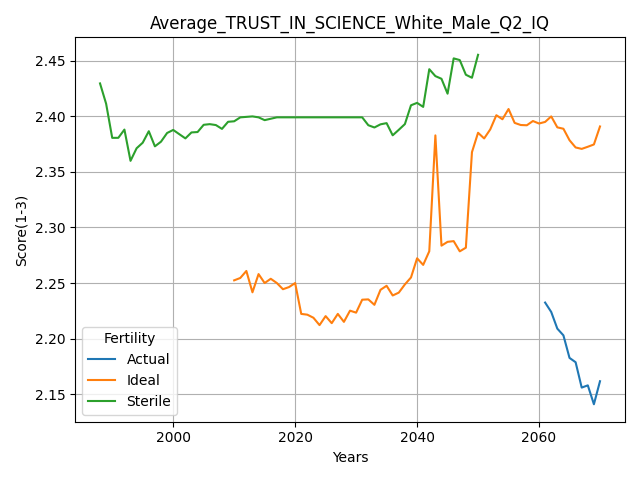 Average_TRUST_IN_SCIENCE_White_Male_Q2_IQ
Score(1-3)
2.45
2.40
2.35
2.30
2.25
2.20
2.15
Fertility
Actual
Ideal
Sterile
2000 2020 2040 2060
Years